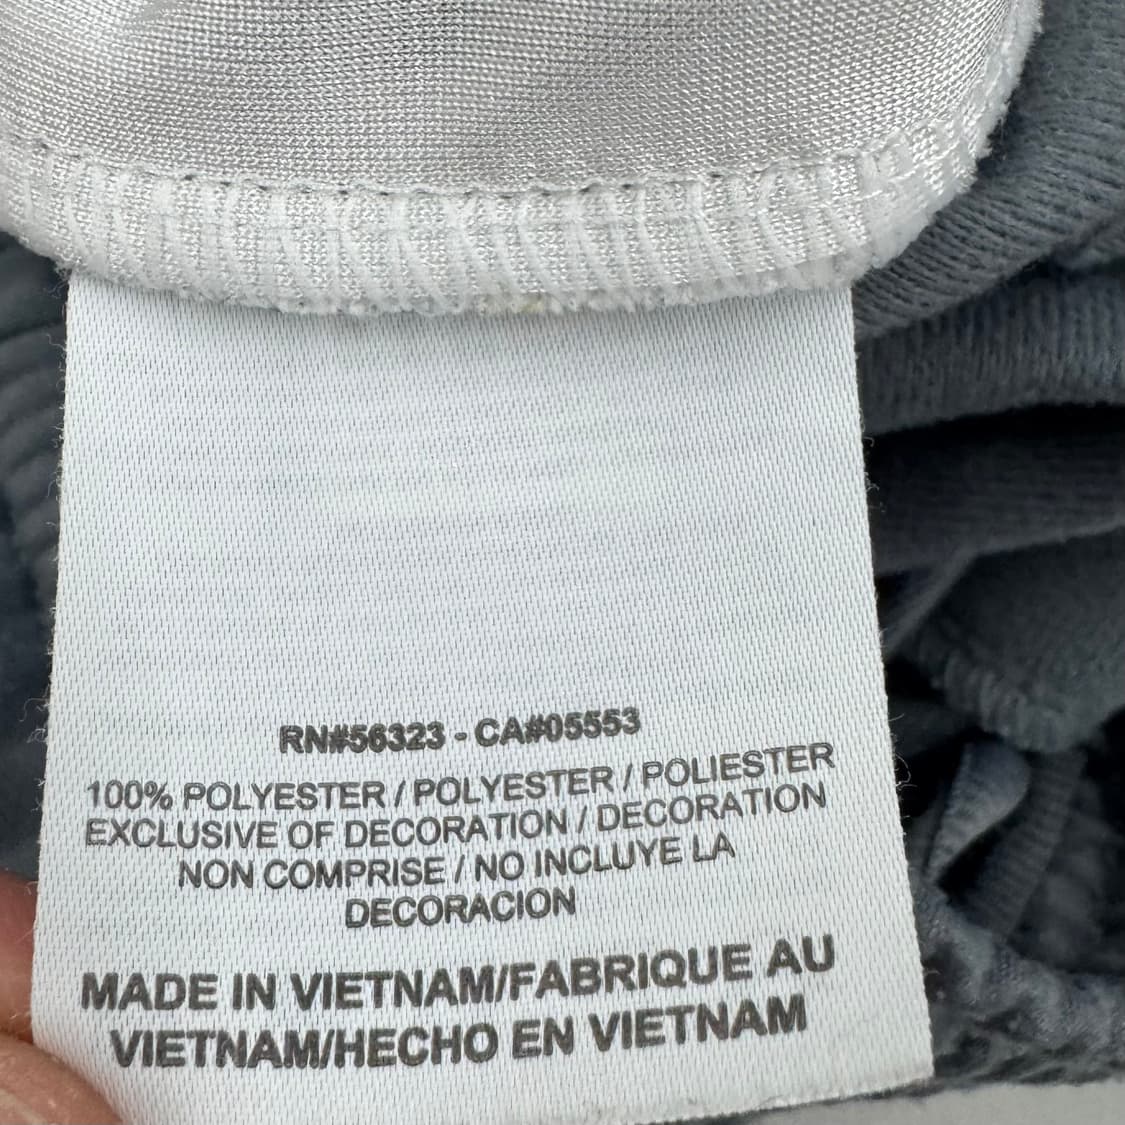 RN#56323 - CA#05553
100% POLYESTER / POLYESTER / POLIESTER
EXCLUSIVE OF DECORATION / DECORATION
NON COMPRISE / NO INCLUYE LA
DECORACION
MADE IN VIETNAM/FABRIQUE AU
VIETNAM/HECHO EN VIETNAM